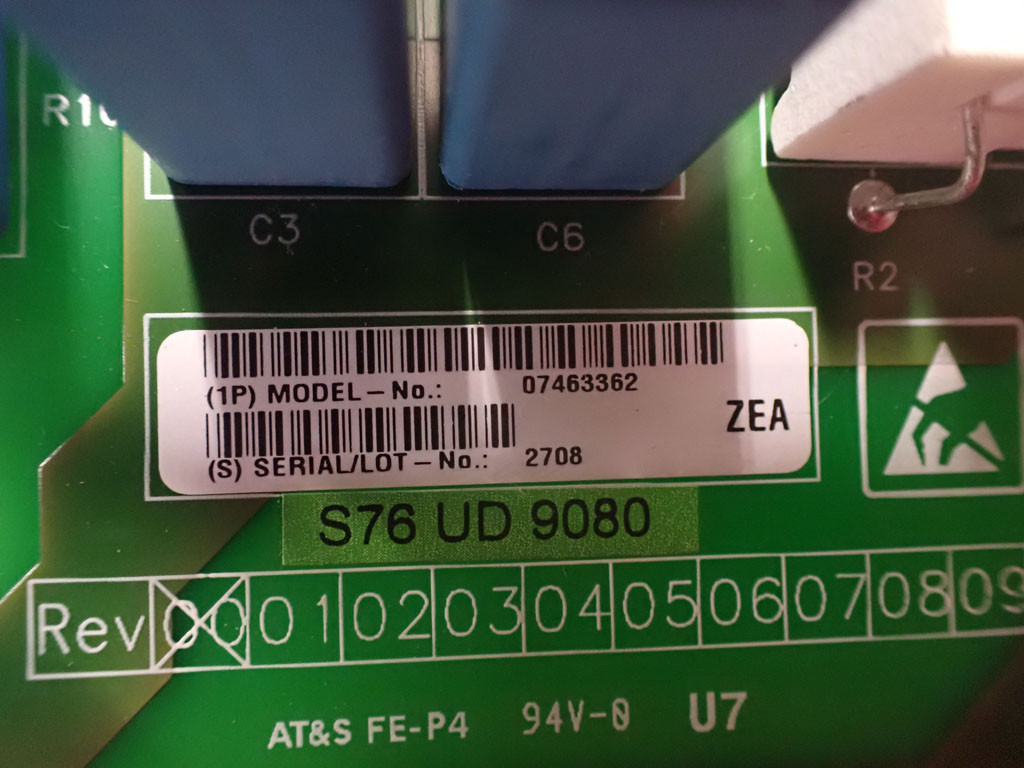 C3 C6
R2
(1P) MODEL – No.: 07463362
ZEA
(S) SERIAL/LOT – No.: 2708
S76 UD 9080
Rev 00 01 02 03 04 05 06 07 08 09
AT&S FE-P4 94V-0 U7